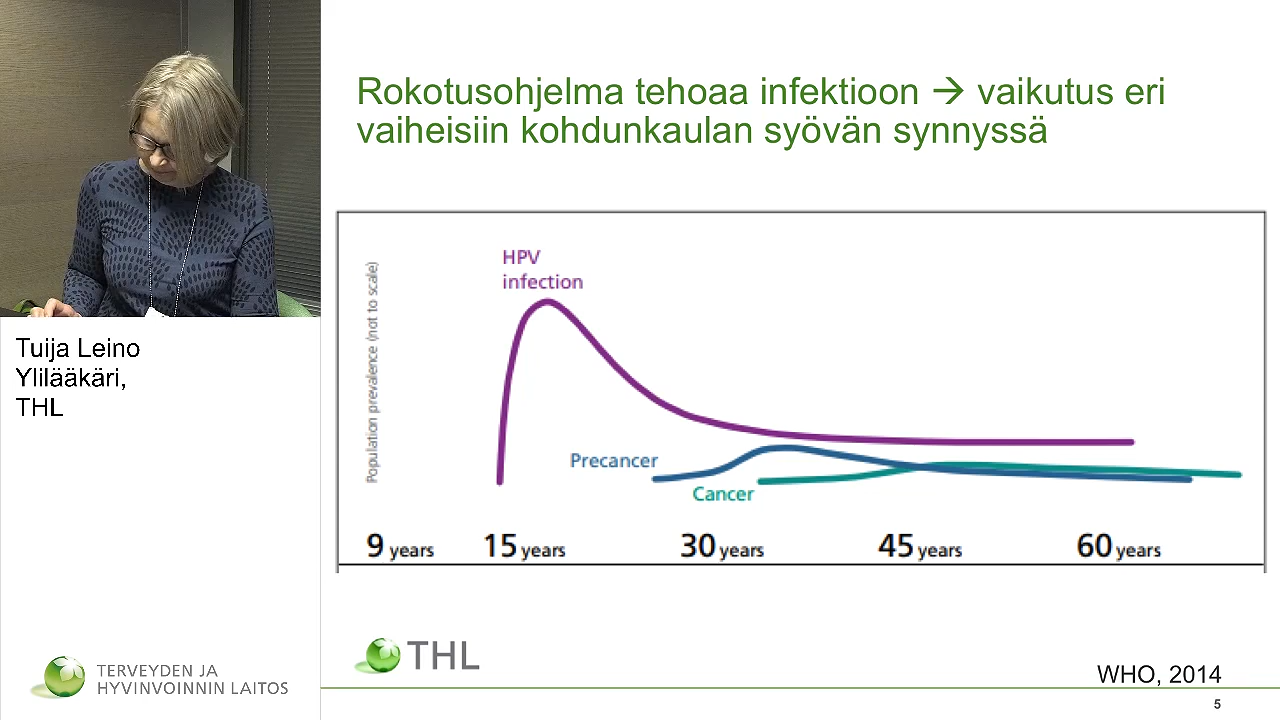 Rokotusohjelma tehoaa infektioon → vaikutus eri
vaiheisiin kohdunkaulan syövän synnyssä
Tuija Leino
Ylilääkäri,
THL
TERVEYDEN JA
HYVINVOINNIN LAITOS
Population prevalence (not to scale)
HPV
infection
Precancer
Cancer
9 years
15 years
30 years
45 years
60 years
THL
WHO, 2014
5